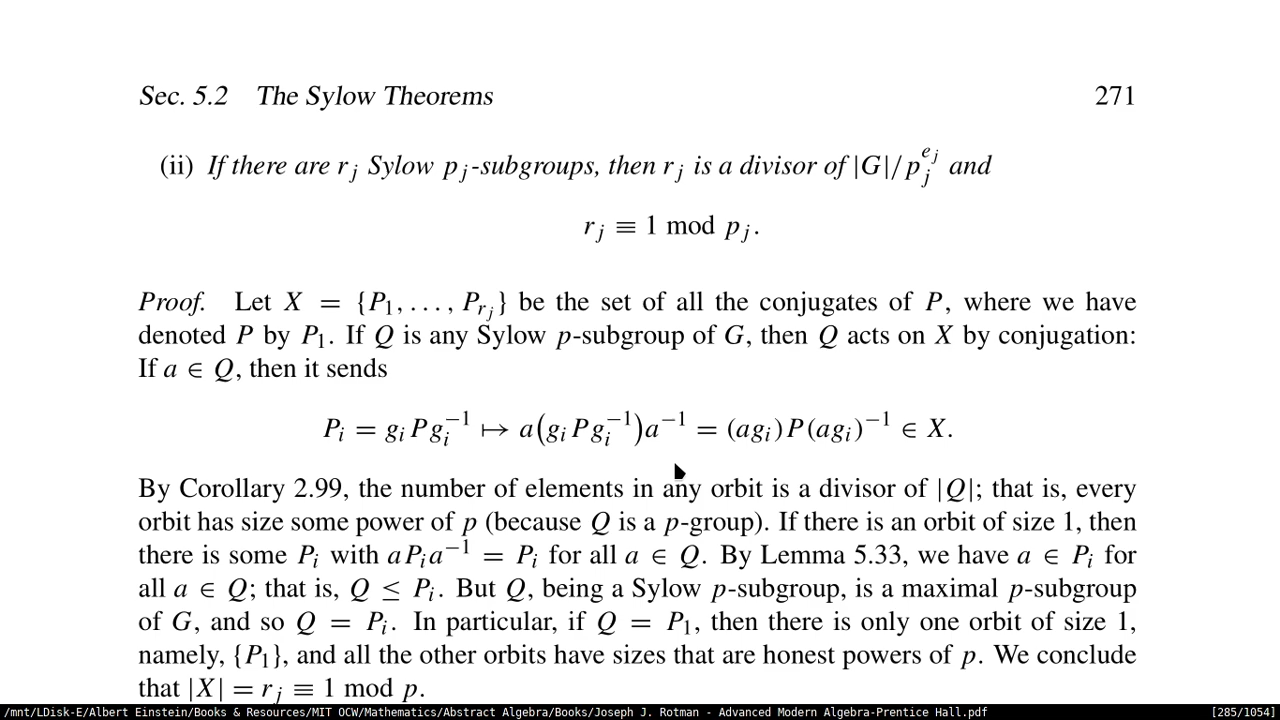 Sec. 5.2 The Sylow Theorems 271
(ii) If there are r_j Sylow p_j-subgroups, then r_j is a divisor of |G|/p_j^{e_j} and
r_j ≡ 1 mod p_j.
Proof. Let X = {P_1, . . . , P_{r_j}} be the set of all the conjugates of P, where we have
denoted P by P_1. If Q is any Sylow p-subgroup of G, then Q acts on X by conjugation:
If a ∈ Q, then it sends
P_i = g_i P g_i^{−1} ↦ a(g_i P g_i^{−1})a^{−1} = (ag_i)P(ag_i)^{−1} ∈ X.
By Corollary 2.99, the number of elements in any orbit is a divisor of |Q|; that is, every
orbit has size some power of p (because Q is a p-group). If there is an orbit of size 1, then
there is some P_i with aP_ia^{−1} = P_i for all a ∈ Q. By Lemma 5.33, we have a ∈ P_i for
all a ∈ Q; that is, Q ≤ P_i. But Q, being a Sylow p-subgroup, is a maximal p-subgroup
of G, and so Q = P_i. In particular, if Q = P_1, then there is only one orbit of size 1,
namely, {P_1}, and all the other orbits have sizes that are honest powers of p. We conclude
that |X| = r_j ≡ 1 mod p.
/mnt/LDisk-E/Albert Einstein/Books & Resources/MIT OCW/Mathematics/Abstract Algebra/Books/Joseph J. Rotman - Advanced Modern Algebra-Prentice Hall.pdf [285/1054]